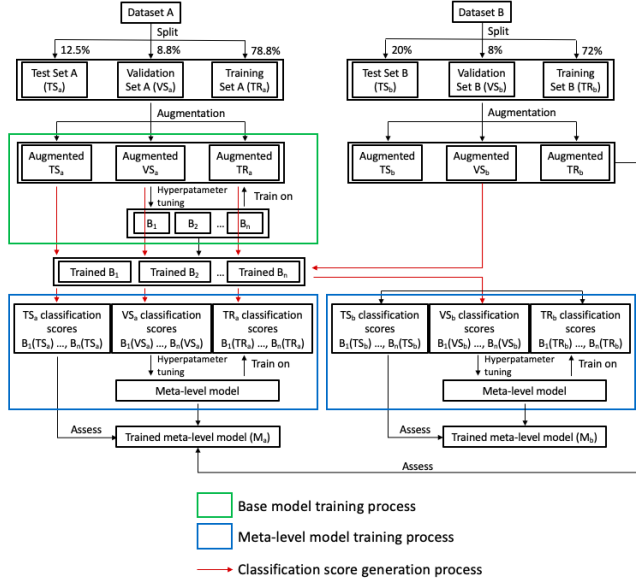 Dataset A
Dataset B
Split
Split
12.5%
8.8%
78.8%
20%
8%
72%
Test Set A
(TSa)
Validation
Set A (VSa)
Training
Set A (TRa)
Test Set B
(TSb)
Validation
Set B (VSb)
Training
Set B (TRb)
Augmentation
Augmentation
Augmented
TSa
Augmented
VSa
Augmented
TRa
Augmented
TSb
Augmented
VSb
Augmented
TRb
Hyperpatameter
tuning
Train on
B1
B2
...
Bn
Trained B1
Trained B2
...
Trained Bn
TSa classification
scores
B1(TSa) ..., Bn(TSa)
VSa classification
scores
B1(VSa) ..., Bn(VSa)
TRa classification
scores
B1(TRa) ..., Bn(TRa)
TSb classification
scores
B1(TSb) ..., Bn(TSb)
VSb classification
scores
B1(VSb) ..., Bn(VSb)
TRb classification
scores
B1(TRb) ..., Bn(TRb)
Hyperpatameter
tuning
Train on
Hyperpatameter
tuning
Train on
Meta-level model
Meta-level model
Assess
Trained meta-level model (Ma)
Assess
Trained meta-level model (Mb)
Assess
Base model training process
Meta-level model training process
Classification score generation process